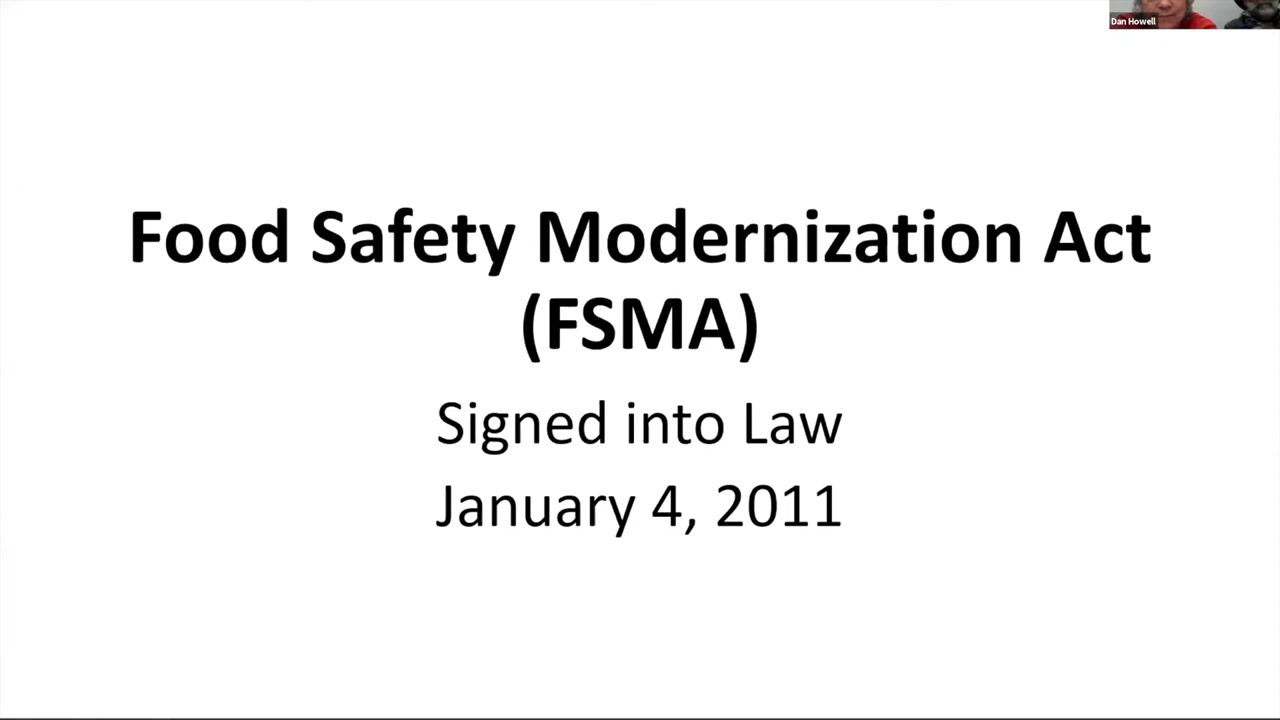 Dan Howell
Food Safety Modernization Act
(FSMA)
Signed into Law
January 4, 2011